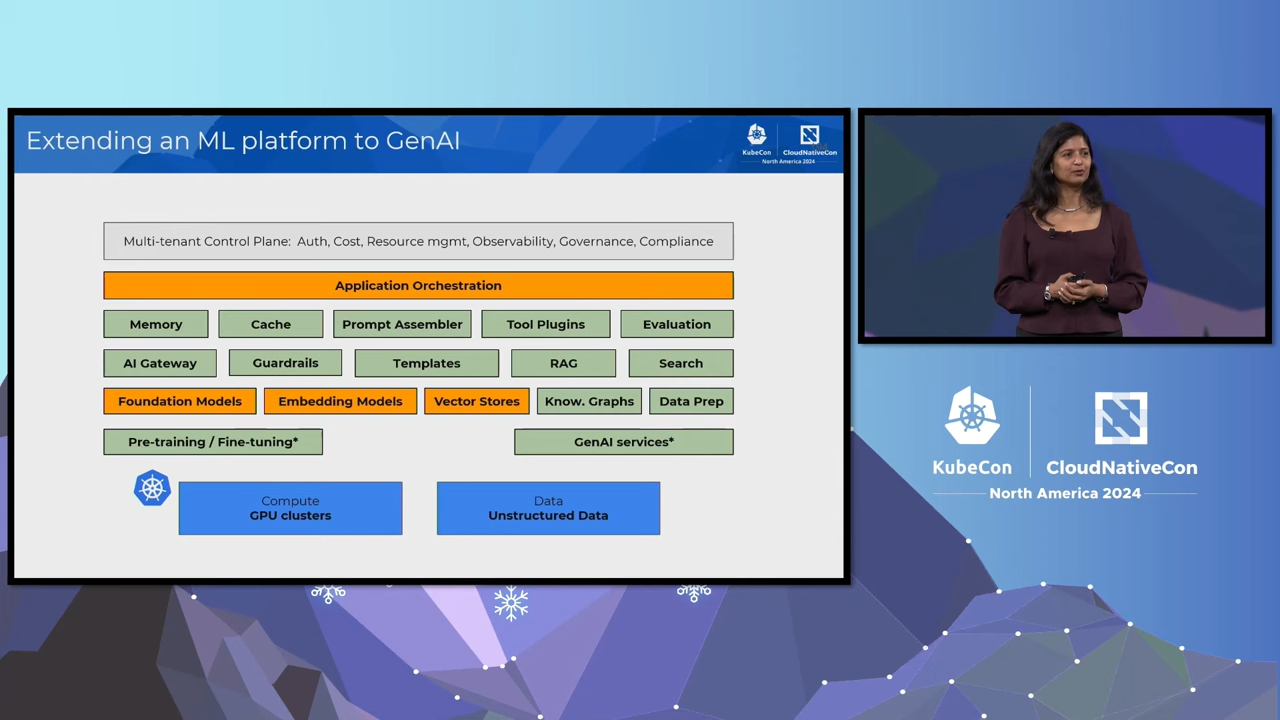 Extending an ML platform to GenAI
KubeCon
CloudNativeCon
North America 2024
Multi-tenant Control Plane: Auth, Cost, Resource mgmt, Observability, Governance, Compliance
Application Orchestration
Memory
Cache
Prompt Assembler
Tool Plugins
Evaluation
AI Gateway
Guardrails
Templates
RAG
Search
Foundation Models
Embedding Models
Vector Stores
Know. Graphs
Data Prep
Pre-training / Fine-tuning*
GenAI services*
Compute
GPU clusters
Data
Unstructured Data
KubeCon
CloudNativeCon
North America 2024